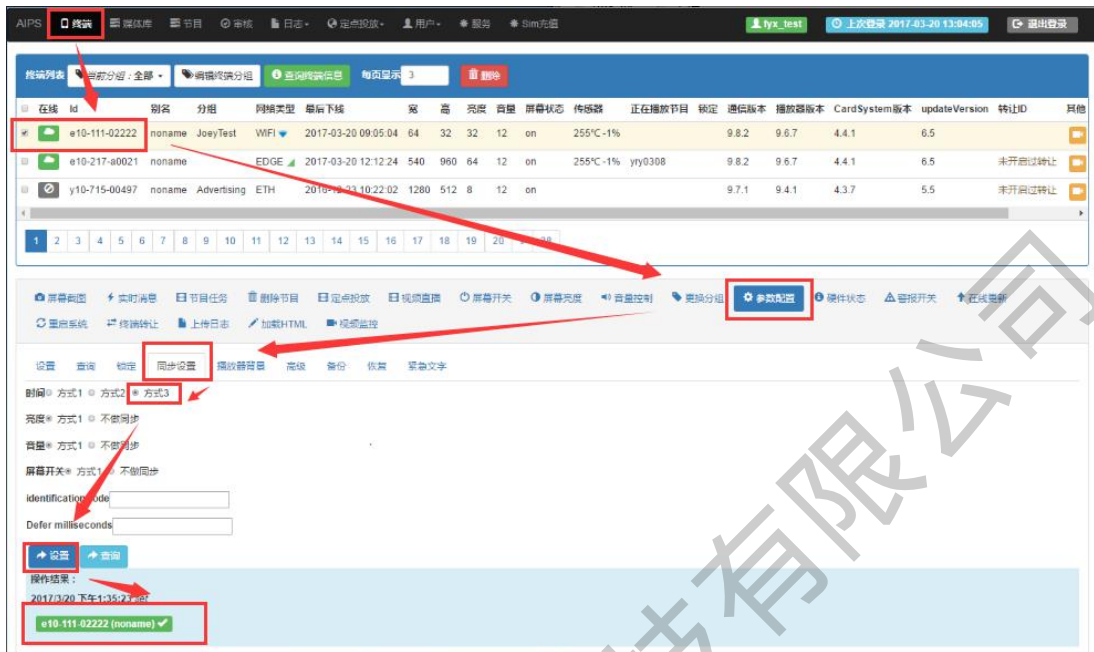 AIPS 终端 媒体库 节目 审核 日志 定点投放 用户 服务 Sim充值 fyx_test 上次登录 2017-03-20 13:04:05 退出登录
终端列表 当前分组:全部 编辑终端分组 查询终端信息 每页显示 3 删除
在线 Id 别名 分组 网络类型 最后下线 宽 高 亮度 音量 屏幕状态 传感器 正在播放节目 锁定 通信版本 播放器版本 CardSystem版本 updateVersion 转让ID 其他
e10-111-02222 noname JoeyTest WIFI 2017-03-20 09:05:04 64 32 32 12 on 255℃-1% 9.8.2 9.6.7 4.4.1 6.5
e10-217-a0021 noname EDGE 2017-03-20 12:12:24 540 960 64 12 on 255℃-1% yry0308 9.8.2 9.6.7 4.4.1 6.5 未开启过转让
y10-715-00497 noname Advertising ETH 10:22:02 1280 512 8 12 on 9.7.1 9.4.1 4.3.7 5.5 未开启过转让
1 2 3 4 5 6 7 8 9 10 11 12 13 14 15 16 17 18 19 20
屏幕截图 实时消息 节目任务 删除节目 定点投放 视频直播 屏幕开关 屏幕亮度 音量控制 更换分组 参数配置 硬件状态 警报开关 在线更新
重启系统 终端转让 上传日志 加载HTML 视频监控
设置 查询 锁定 同步设置 播放器背景 高级 备份 恢复 紧急文字
时间 方式1 方式2 方式3
亮度 方式1 不做同步
音量 方式1 不做同步
屏幕开关 方式1 不做同步
identification code
Defer milliseconds
设置 查询
操作结果:
2017/3/20 下午1:35:23 set
e10-111-02222 (noname)
技有限公司